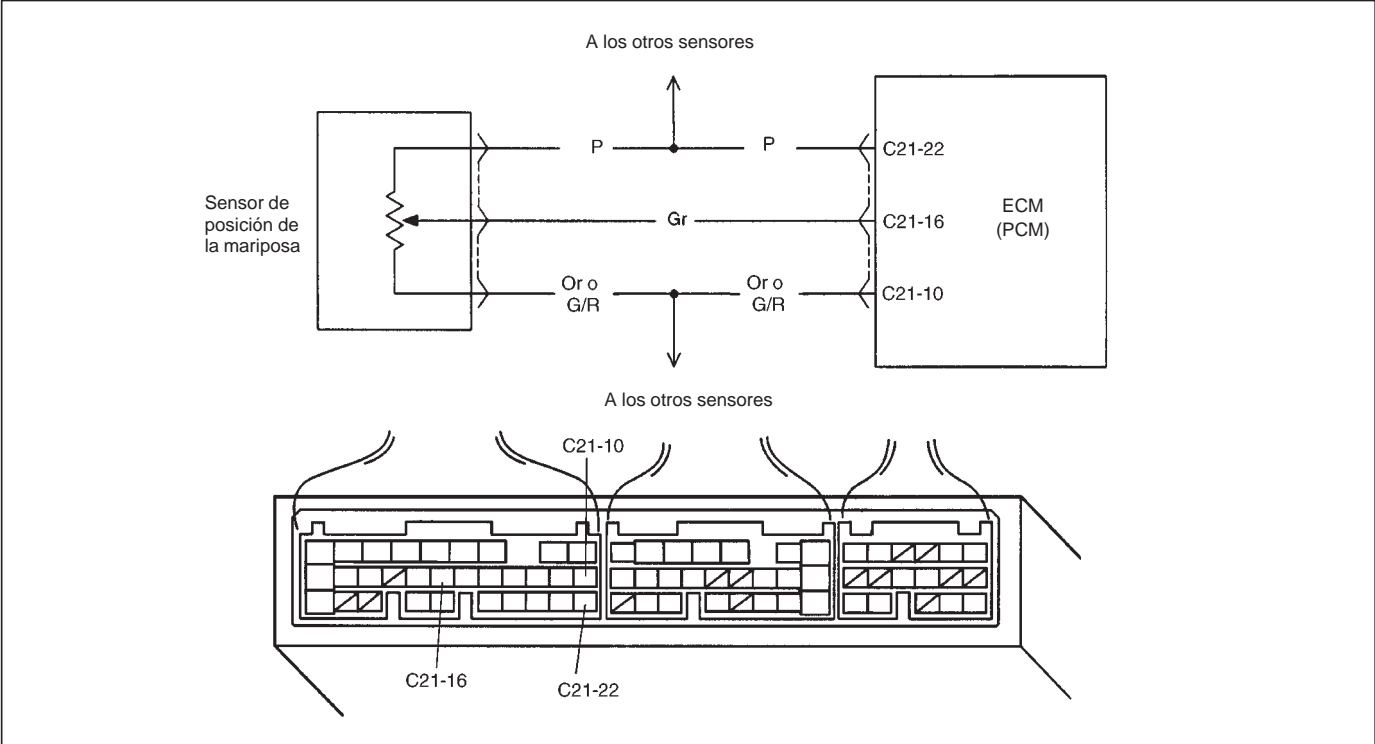 A los otros sensores
P
P
C21-22
Sensor de
posición de
la mariposa
Gr
C21-16
ECM
(PCM)
Or o
G/R
Or o
G/R
C21-10
A los otros sensores
C21-10
C21-16
C21-22